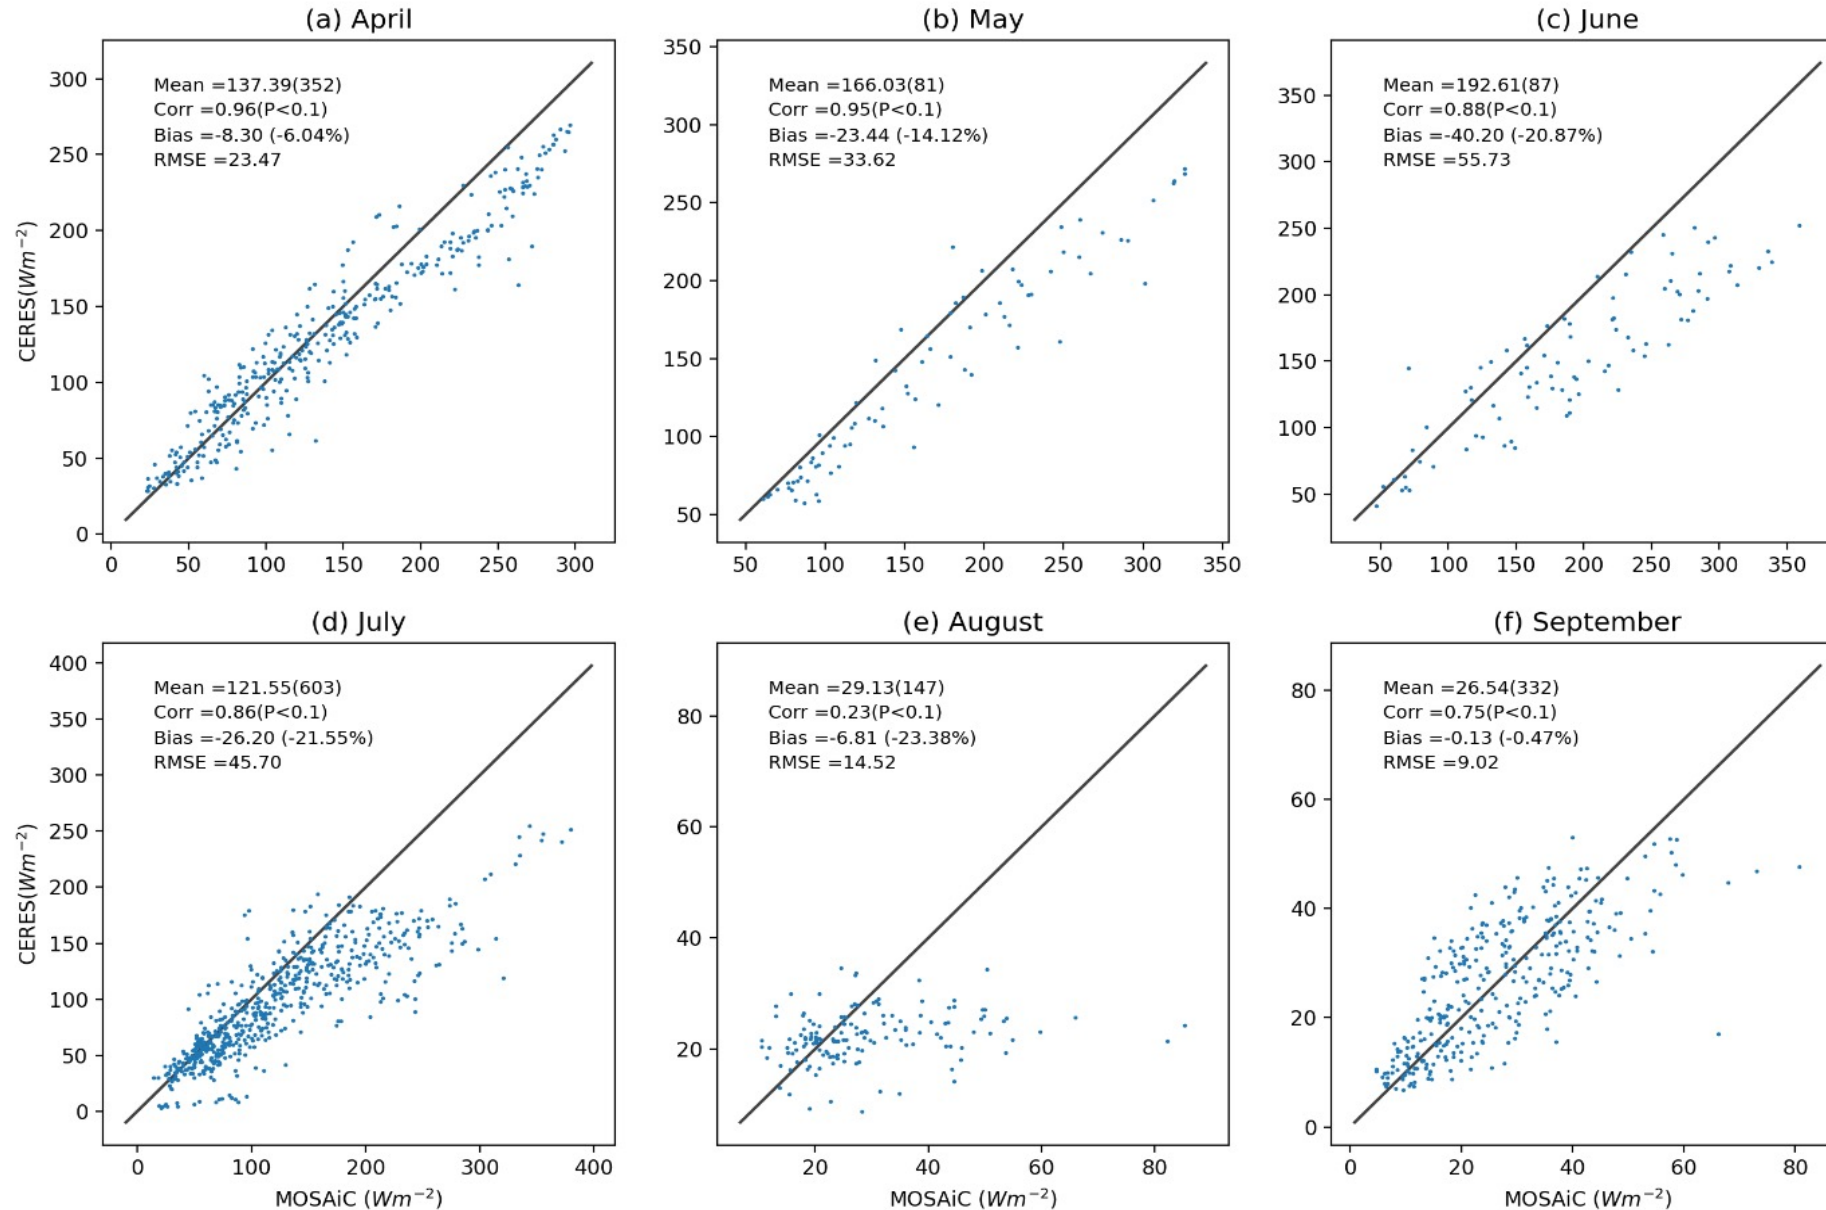 (a) April
(b) May
(c) June
Mean =137.39(352)
Corr =0.96(P<0.1)
Bias =-8.30 (-6.04%)
RMSE =23.47
Mean =166.03(81)
Corr =0.95(P<0.1)
Bias =-23.44 (-14.12%)
RMSE =33.62
Mean =192.61(87)
Corr =0.88(P<0.1)
Bias =-40.20 (-20.87%)
RMSE =55.73
CERES(Wm⁻²)
300
250
200
150
100
50
0
0 50 100 150 200 250 300
350
300
250
200
150
100
50
50 100 150 200 250 300 350
350
300
250
200
150
100
50
50 100 150 200 250 300 350
(d) July
(e) August
(f) September
Mean =121.55(603)
Corr =0.86(P<0.1)
Bias =-26.20 (-21.55%)
RMSE =45.70
Mean =29.13(147)
Corr =0.23(P<0.1)
Bias =-6.81 (-23.38%)
RMSE =14.52
Mean =26.54(332)
Corr =0.75(P<0.1)
Bias =-0.13 (-0.47%)
RMSE =9.02
CERES(Wm⁻²)
400
350
300
250
200
150
100
50
0
0 100 200 300 400
MOSAiC (Wm⁻²)
80
60
40
20
20 40 60 80
MOSAiC (Wm⁻²)
80
60
40
20
0
0 20 40 60 80
MOSAiC (Wm⁻²)